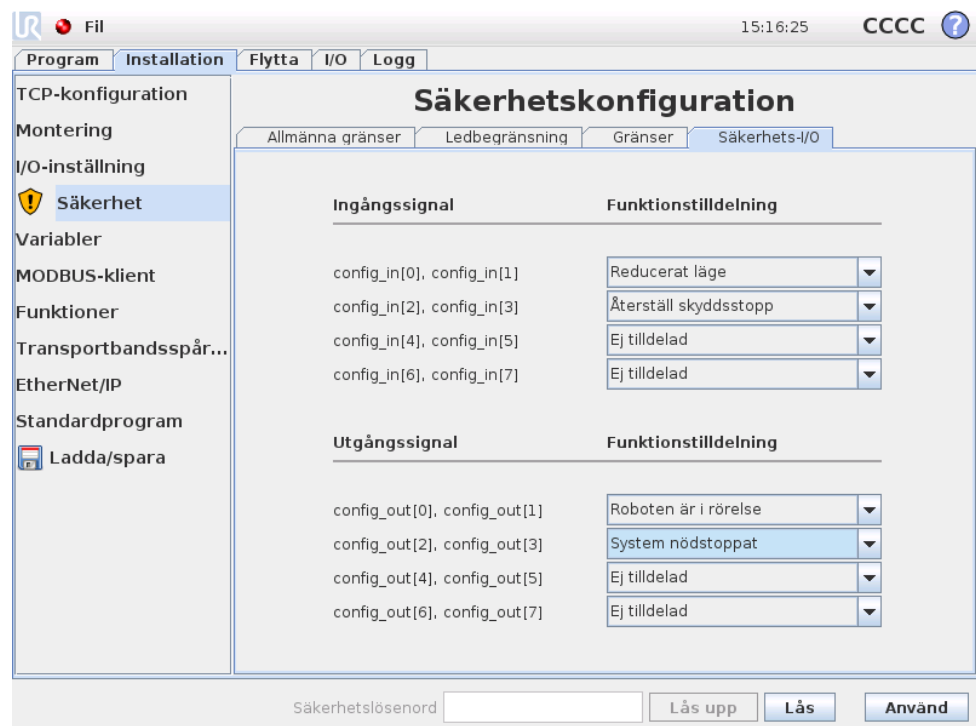 UR Fil 15:16:25 CCCC ?
Program Installation Flytta I/O Logg
TCP-konfiguration
Montering
I/O-inställning
Säkerhet
Variabler
MODBUS-klient
Funktioner
Transportbandsspår...
EtherNet/IP
Standardprogram
Ladda/spara
Säkerhetskonfiguration
Allmänna gränser Ledbegränsning Gränser Säkerhets-I/O
Ingångssignal Funktionstilldelning
config_in[0], config_in[1] Reducerat läge
config_in[2], config_in[3] Återställ skyddsstopp
config_in[4], config_in[5] Ej tilldelad
config_in[6], config_in[7] Ej tilldelad
Utgångssignal Funktionstilldelning
config_out[0], config_out[1] Roboten är i rörelse
config_out[2], config_out[3] System nödstoppat
config_out[4], config_out[5] Ej tilldelad
config_out[6], config_out[7] Ej tilldelad
Säkerhetslösenord Lås upp Lås Använd